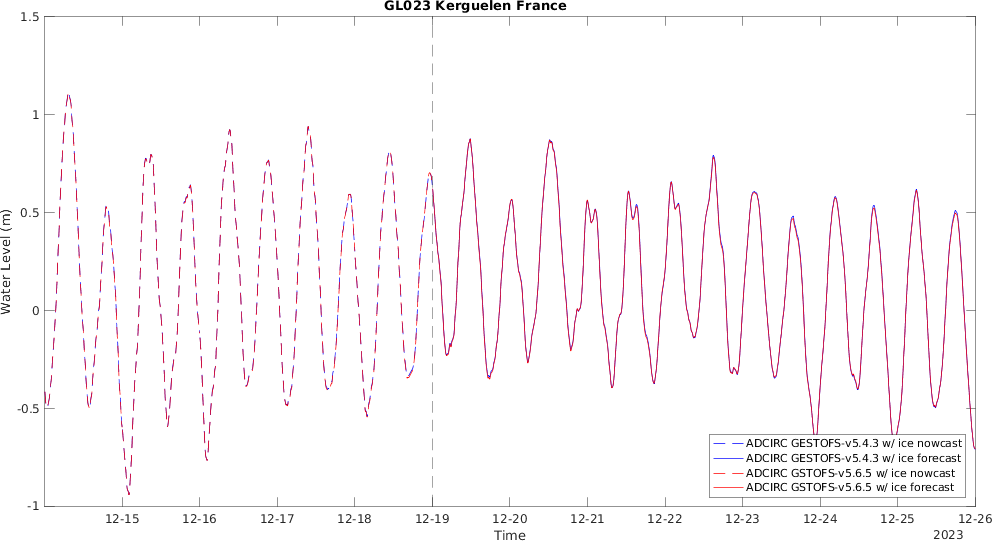 GL023 Kerguelen France
1.5
1
0.5
0
-0.5
-1
Water Level (m)
ADCIRC GESTOFS-v5.4.3 w/ ice nowcast
ADCIRC GESTOFS-v5.4.3 w/ ice forecast
ADCIRC GSTOFS-v5.6.5 w/ ice nowcast
ADCIRC GSTOFS-v5.6.5 w/ ice forecast
12-15 12-16 12-17 12-18 12-19 12-20 12-21 12-22 12-23 12-24 12-25 12-26
Time
2023